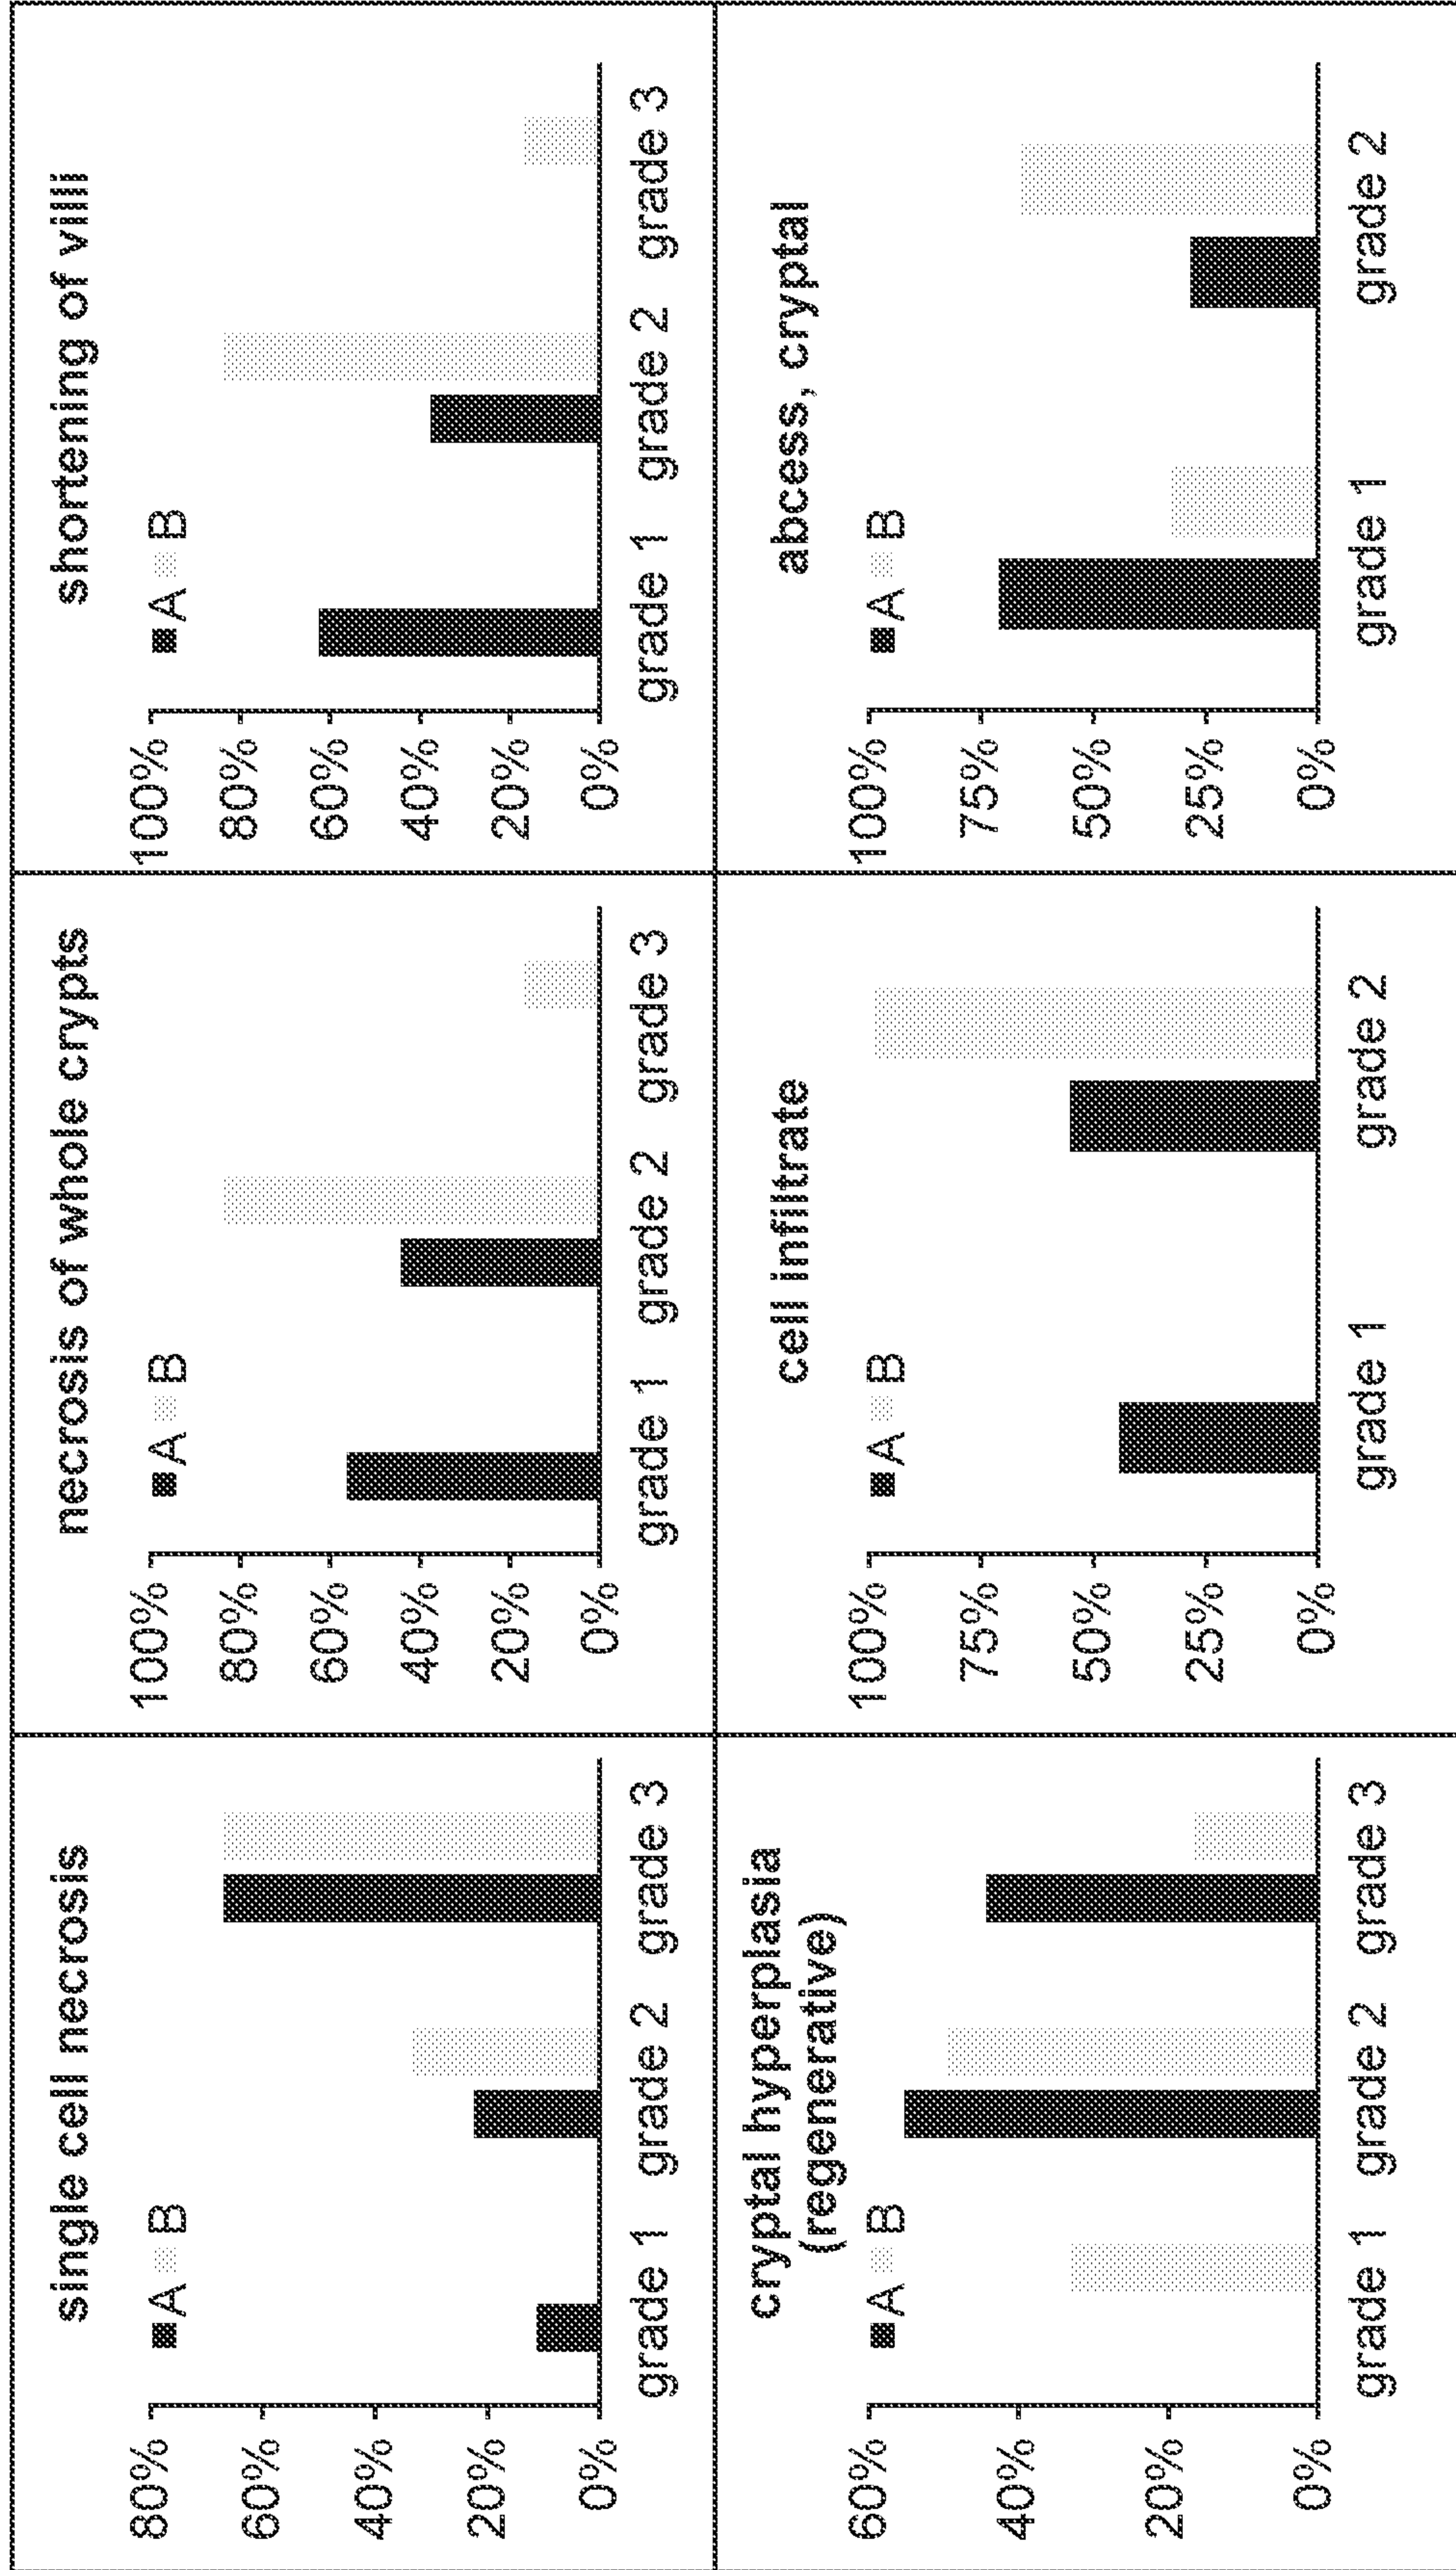 single cell necrosis
A B
80%
60%
40%
20%
0%
grade 1 grade 2 grade 3
necrosis of whole crypts
A B
100%
80%
60%
40%
20%
0%
grade 1 grade 2 grade 3
shortening of villi
A B
100%
80%
60%
40%
20%
0%
grade 1 grade 2 grade 3
cryptal hyperplasia
(regenerative)
A B
60%
40%
20%
0%
grade 1 grade 2 grade 3
cell infiltrate
A B
100%
75%
50%
25%
0%
grade 1 grade 2
abcess, cryptal
A B
100%
75%
50%
25%
0%
grade 1 grade 2